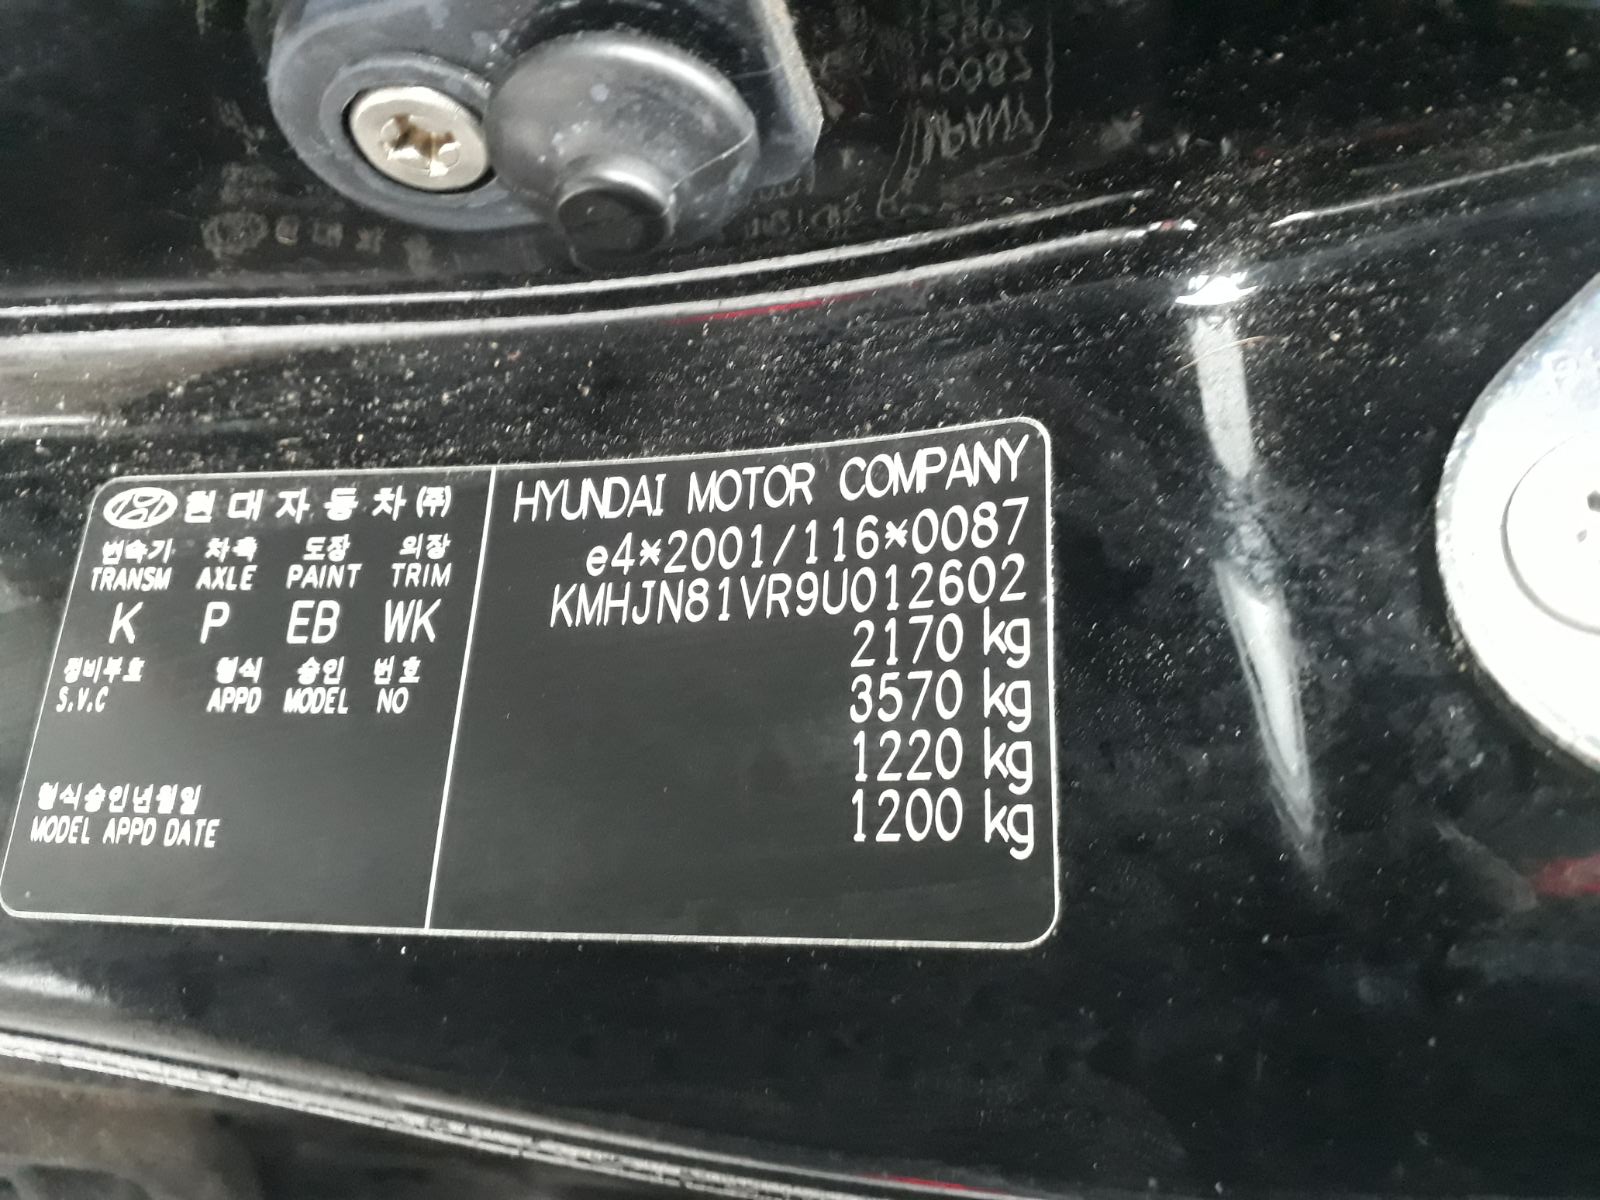 현대자동차(주)
변속기 차축 도장 외장
TRANSM AXLE PAINT TRIM
K P EB WK
정비부호 형식 승인 번호
S.V.C APPD MODEL NO
형식승인년월일
MODEL APPD DATE
HYUNDAI MOTOR COMPANY
e4*2001/116*0087
KMHJN81VR9U012602
2170 kg
3570 kg
1220 kg
1200 kg